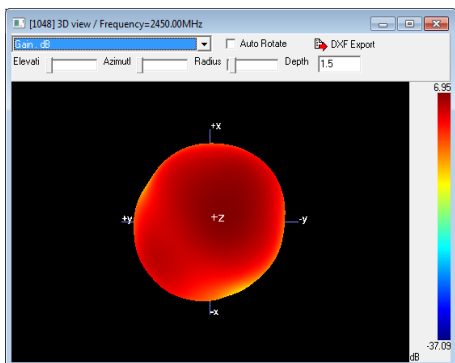 [1048] 3D view / Frequency=2450.00MHz
Gain. dB Auto Rotate DXF Export
Elevati Azimutl Radius Depth 1.5
6.95
+x
+y +z -y
-x
-37.09
dB